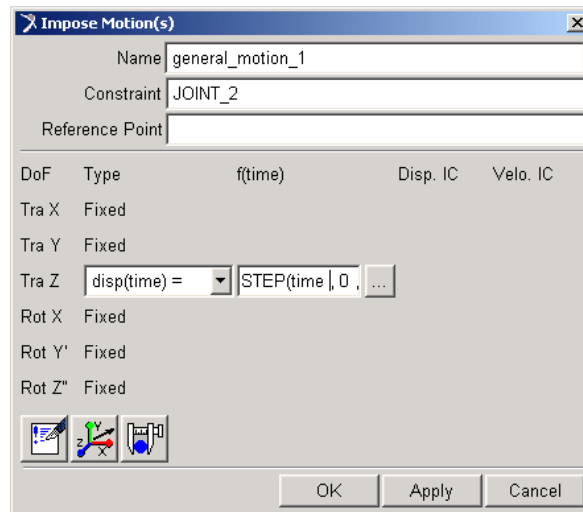 Impose Motion(s)
Name general_motion_1
Constraint JOINT_2
Reference Point
DoF Type f(time) Disp. IC Velo. IC
Tra X Fixed
Tra Y Fixed
Tra Z disp(time) = STEP(time , 0 , ...
Rot X Fixed
Rot Y' Fixed
Rot Z" Fixed
z Y X
OK Apply Cancel